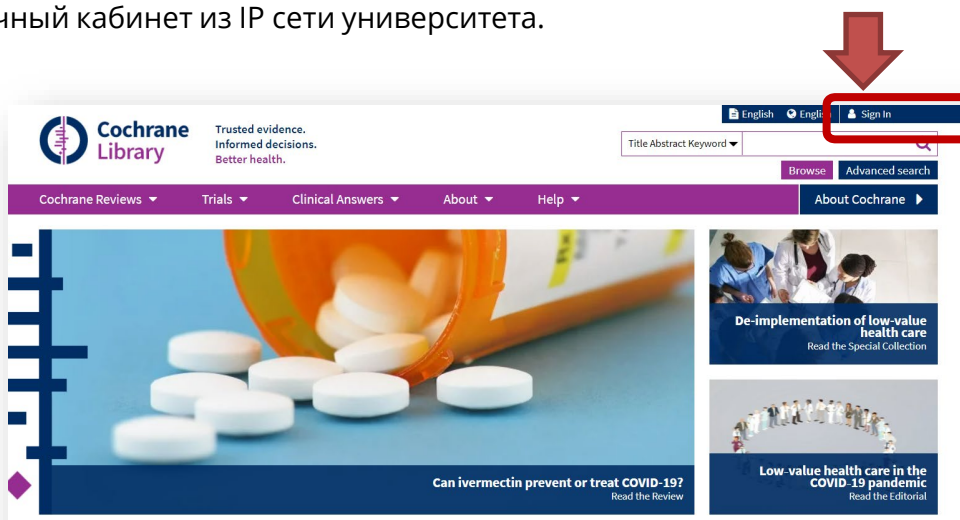 чный кабинет из IP сети университета.
English English Sign In
Cochrane
Library
Trusted evidence.
Informed decisions.
Better health.
Title Abstract Keyword
Browse Advanced search
Cochrane Reviews Trials Clinical Answers About Help About Cochrane
De-implementation of low-value
health care
Read the Special Collection
Can ivermectin prevent or treat COVID-19?
Read the Review
Low-value health care in the
COVID-19 pandemic
Read the Editorial